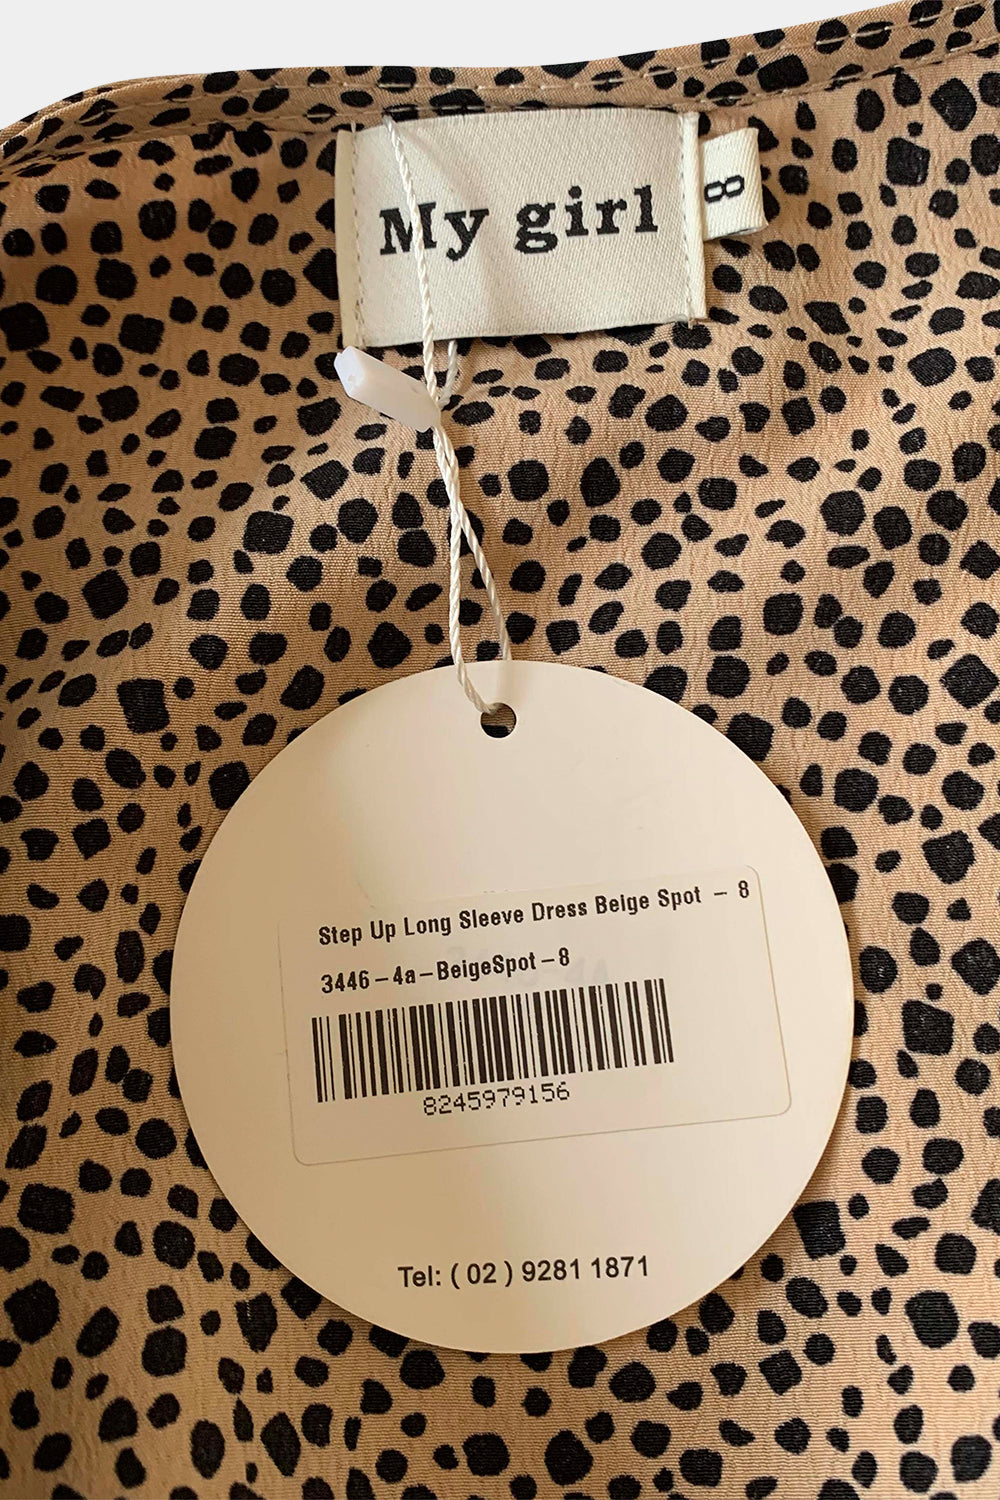 My girl
8
Step Up Long Sleeve Dress Beige Spot – 8
3446–4a–BeigeSpot–8
8245979156
Tel: ( 02 ) 9281 1871